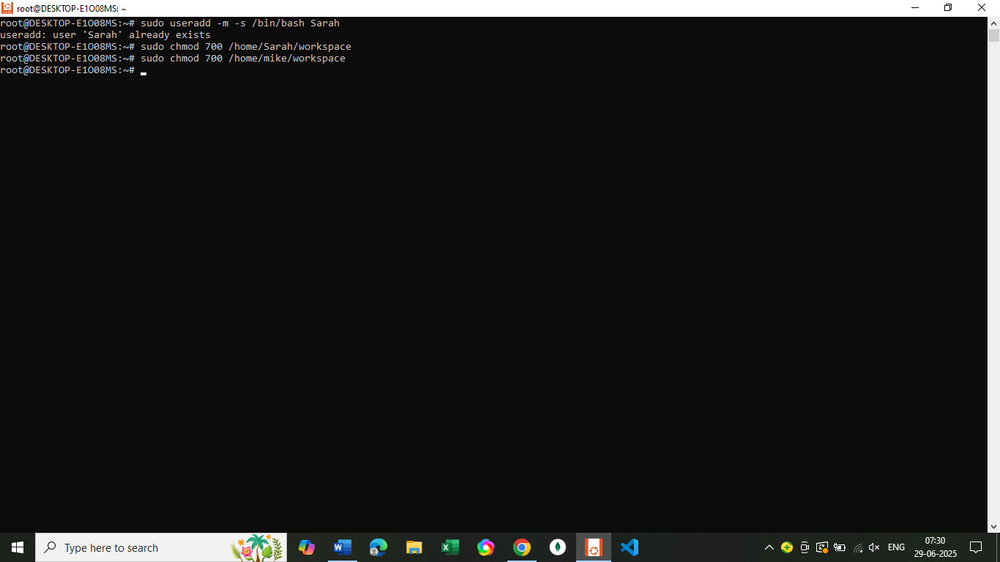 root@DESKTOP-E1O08MS: ~
root@DESKTOP-E1O08MS:~# sudo useradd -m -s /bin/bash Sarah
useradd: user 'Sarah' already exists
root@DESKTOP-E1O08MS:~# sudo chmod 700 /home/Sarah/workspace
root@DESKTOP-E1O08MS:~# sudo chmod 700 /home/mike/workspace
root@DESKTOP-E1O08MS:~#
Type here to search
ENG
07:30
29-06-2025